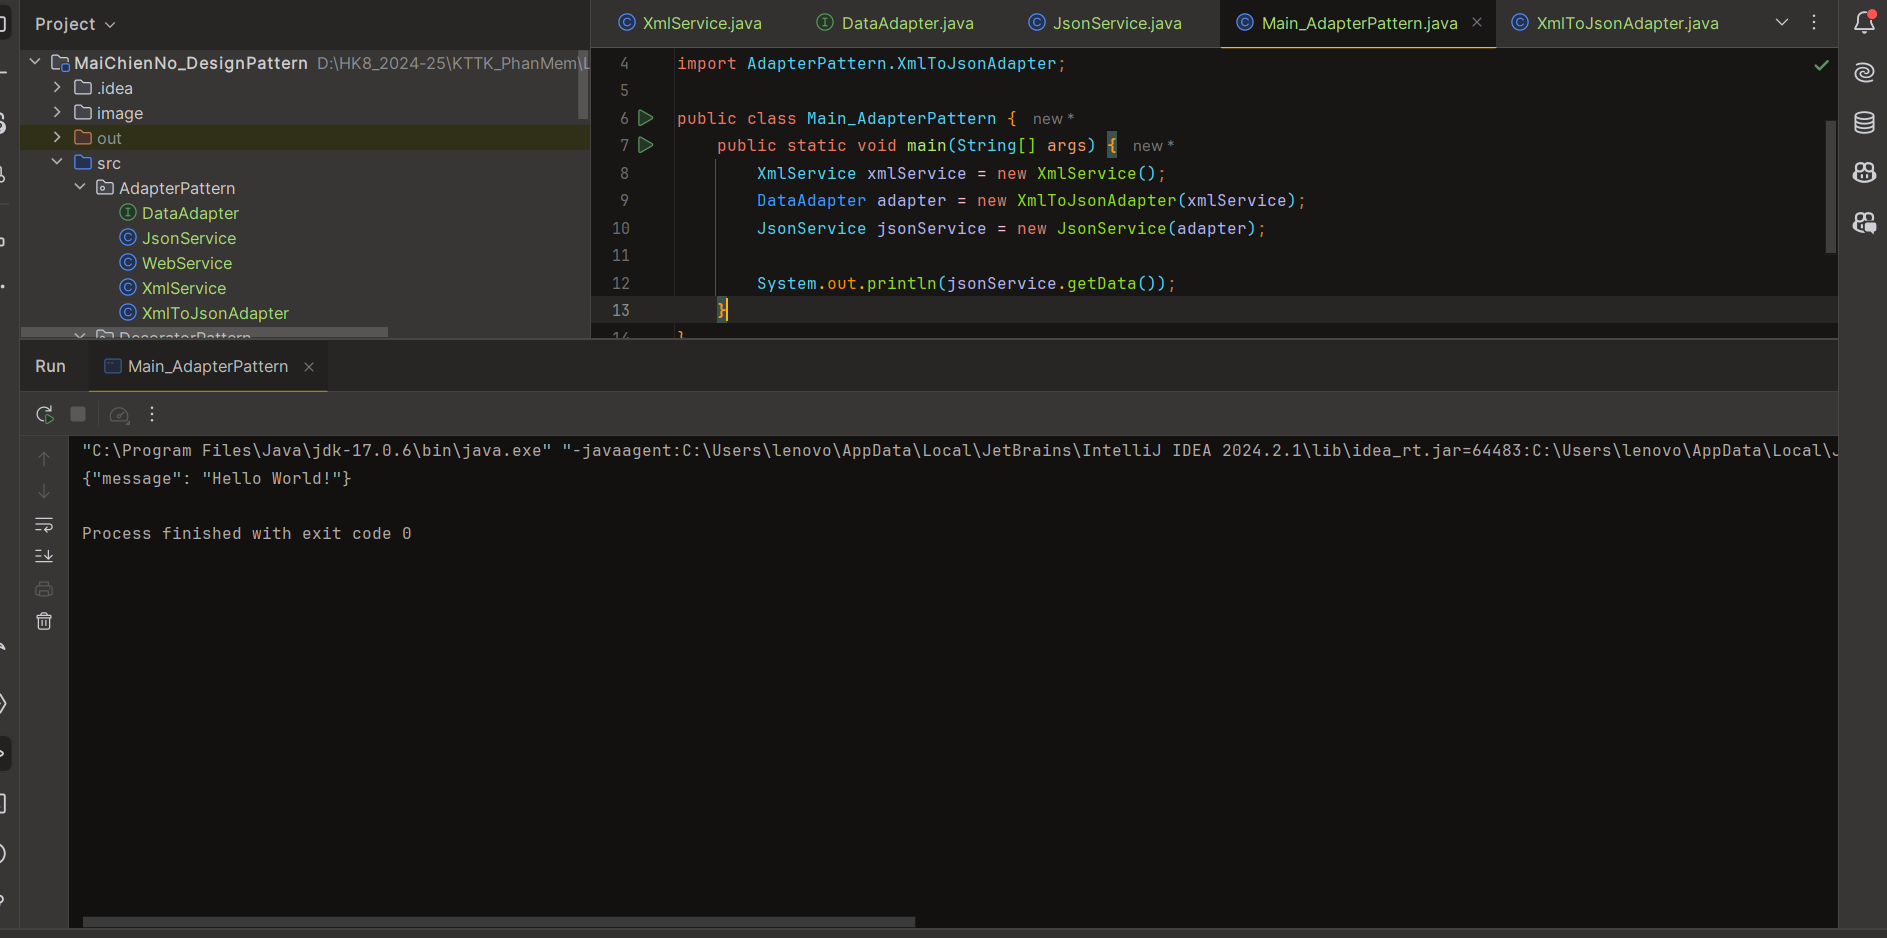 Project
XmlService.java
DataAdapter.java
JsonService.java
Main_AdapterPattern.java
XmlToJsonAdapter.java
MaiChienNo_DesignPattern D:\HK8_2024-25\KTTK_PhanMem\L
.idea
image
out
src
AdapterPattern
DataAdapter
JsonService
WebService
XmlService
XmlToJsonAdapter
DecoratorPattern
4 import AdapterPattern.XmlToJsonAdapter;
5
6 public class Main_AdapterPattern { new *
7 public static void main(String[] args) { new *
8 XmlService xmlService = new XmlService();
9 DataAdapter adapter = new XmlToJsonAdapter(xmlService);
10 JsonService jsonService = new JsonService(adapter);
11
12 System.out.println(jsonService.getData());
13 }
14 }
Run
Main_AdapterPattern
"C:\Program Files\Java\jdk-17.0.6\bin\java.exe" "-javaagent:C:\Users\lenovo\AppData\Local\JetBrains\IntelliJ IDEA 2024.2.1\lib\idea_rt.jar=64483:C:\Users\lenovo\AppData\Local\J
{"message": "Hello World!"}
Process finished with exit code 0